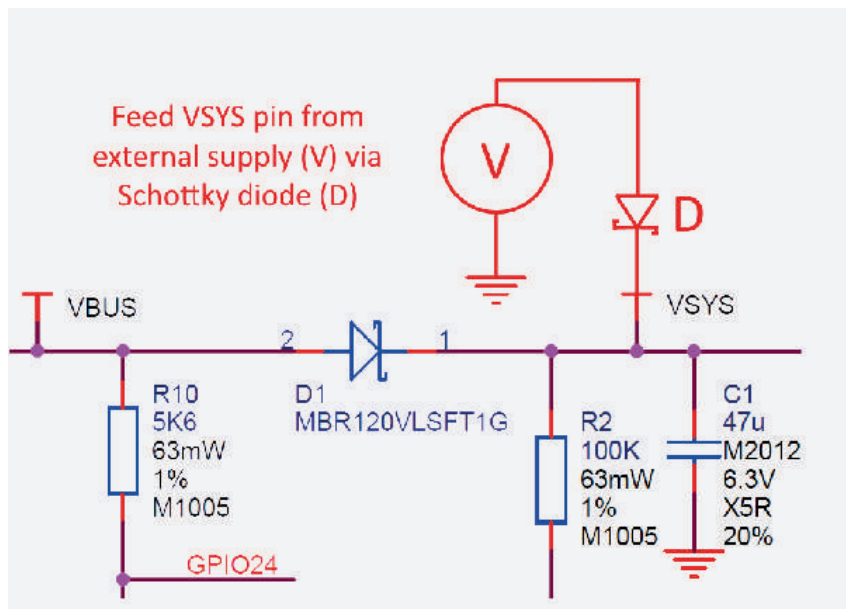 Feed VSYS pin from
external supply (V) via
Schottky diode (D)
V
D
VBUS
VSYS
2
1
R10
5K6
63mW
1%
M1005
D1
MBR120VLSFT1G
R2
100K
63mW
1%
M1005
C1
47u
M2012
6.3V
X5R
20%
GPIO24